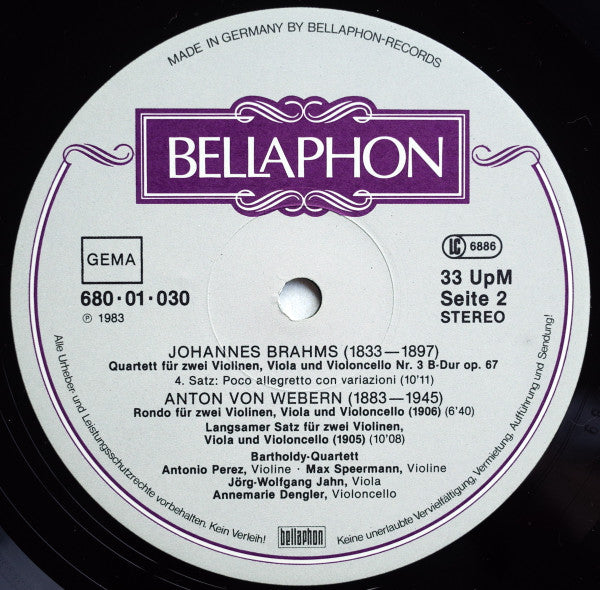 MADE IN GERMANY BY BELLAPHON-RECORDS
BELLAPHON
GEMA
680·01·030
℗ 1983
LC 6886
33 UpM
Seite 2
STEREO
JOHANNES BRAHMS (1833—1897)
Quartett für zwei Violinen, Viola und Violoncello Nr. 3 B-Dur op. 67
4. Satz: Poco allegretto con variazioni (10'11)
ANTON VON WEBERN (1883—1945)
Rondo für zwei Violinen, Viola und Violoncello (1906) (6'40)
Langsamer Satz für zwei Violinen,
Viola und Violoncello (1905) (10'08)
Bartholdy-Quartett
Antonio Perez, Violine · Max Speermann, Violine
Jörg-Wolfgang Jahn, Viola
Annemarie Dengler, Violoncello
bellaphon
Alle Urheber- und Leistungsschutzrechte vorbehalten. Kein Verleih!
Keine unerlaubte Vervielfältigung, Vermietung, Aufführung und Sendung!